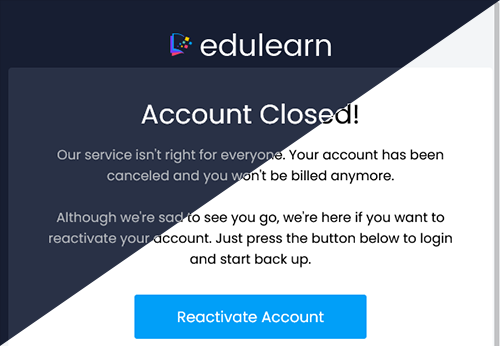 edulearn
Account Closed!
Our service isn't right for everyone. Your account has been
canceled and you won't be billed anymore.
Although we're sad to see you go, we're here if you want to
reactivate your account. Just press the button below to login
and start back up.
Reactivate Account